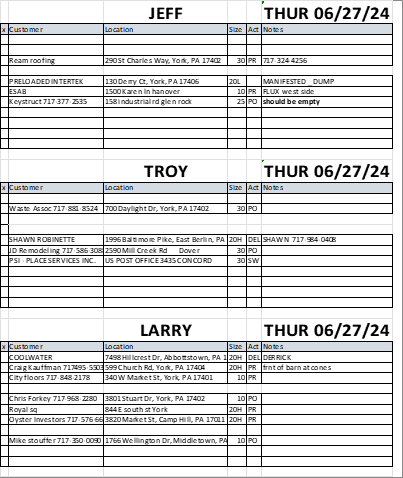 JEFF THUR 06/27/24
x Customer Location Size Act Notes
Ream roofing 290 St Charles Way, York, PA 17402 30 PR 717-324-4256
PRELOADED INTERTEK 130 Derry Ct, York, PA 17406 20L MANIFESTED _DUMP
ESAB 1500 Karen ln hanover 10 PR FLUX west side
Keystruct 717-377-2535 158 industrial rd glen rock 25 PO should be empty
TROY THUR 06/27/24
x Customer Location Size Act Notes
Waste Assoc 717-881-8524 700 Daylight Dr, York, PA 17402 30 PO
SHAWN ROBINETTE 1996 Baltimore Pike, East Berlin, PA 20H DEL SHAWN 717-984-0408
JD Remodeling 717-586-308 2590 Mill Creek Rd Dover 30 PO
PSI - PLACE SERVICES INC. US POST OFFICE 3435 CONCORD 30 SW
LARRY THUR 06/27/24
x Customer Location Size Act Notes
COOLWATER 7498 Hillcrest Dr, Abbottstown, PA 1 20H DEL DERRICK
Craig Kauffman 717495-5503 599 Church Rd, York, PA 17404 20H PR frnt of barn at cones
City floors 717-848-2178 340 W Market St, York, PA 17401 10 PR
Chris Forkey 717-968-2280 3801 Stuart Dr, York, PA 17402 10 PO
Royal sq 844 E south st York 20H PR
Oyster Investors 717-576-66 3820 Market St, Camp Hill, PA 17011 20H PR
Mike stouffer 717-350-0090 1766 Wellington Dr, Middletown, PA 10 PO